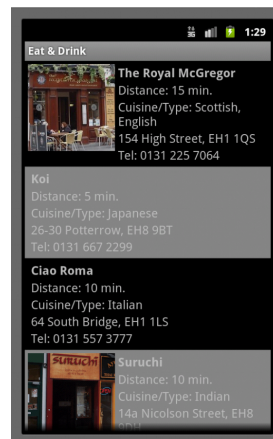 1:29
Eat & Drink
The Royal McGregor
Distance: 15 min.
Cuisine/Type: Scottish,
English
154 High Street, EH1 1QS
Tel: 0131 225 7064
Koi
Distance: 5 min.
Cuisine/Type: Japanese
26-30 Potterrow, EH8 9BT
Tel: 0131 667 2299
Ciao Roma
Distance: 10 min.
Cuisine/Type: Italian
64 South Bridge, EH1 1LS
Tel: 0131 557 3777
suruchi
Suruchi
Distance: 10 min.
Cuisine/Type: Indian
14a Nicolson Street, EH8
9DH